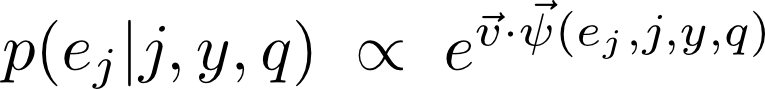 p(e_j|j, y, q) ∝ e^{\vec{v}·\vec{ψ}(e_j,j,y,q)}